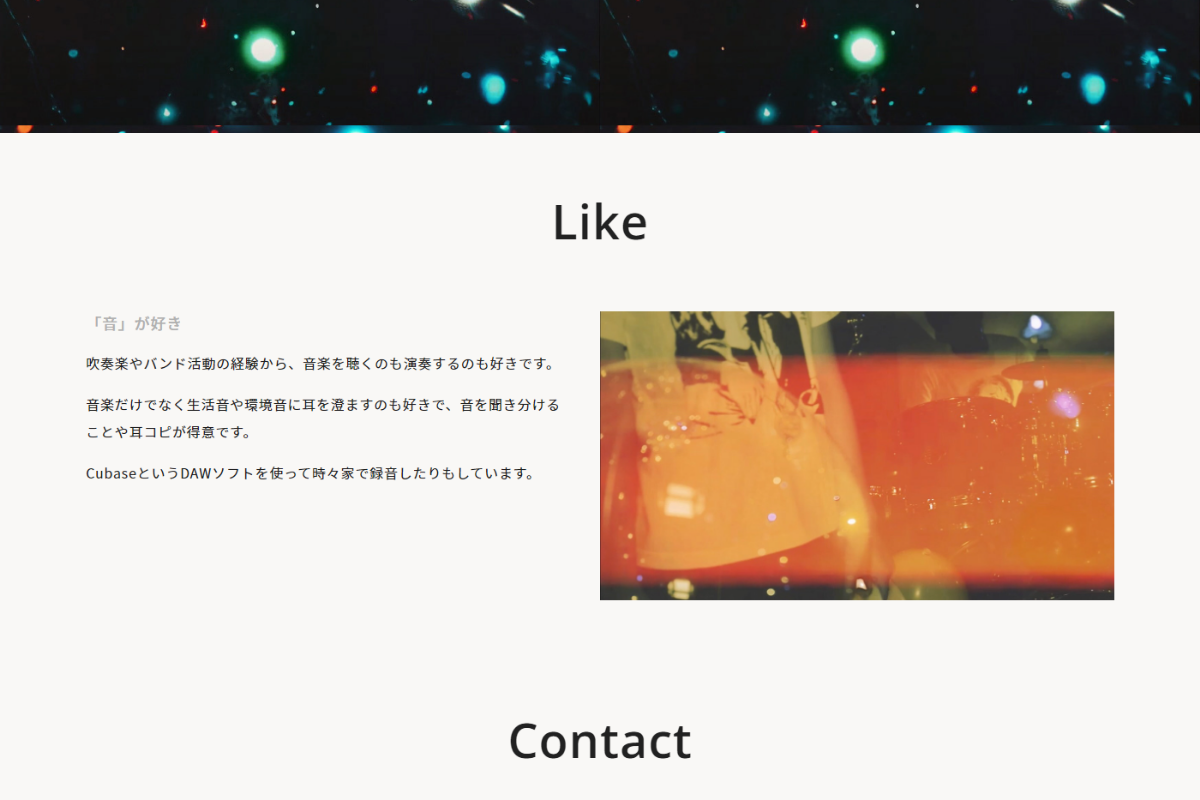 Like
「音」が好き
吹奏楽やバンド活動の経験から、音楽を聴くのも演奏するのも好きです。
音楽だけでなく生活音や環境音に耳を澄ますのも好きで、音を聞き分ける
ことや耳コピが得意です。
CubaseというDAWソフトを使って時々家で録音したりもしています。
Contact